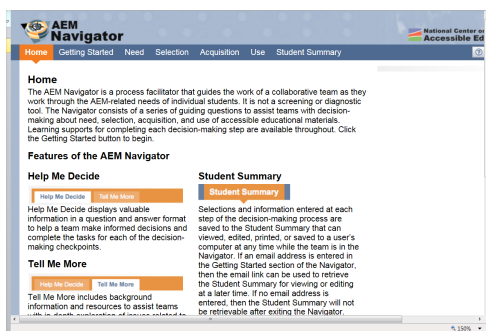 AEM
Navigator
National Center on
Accessible Ed
Home Getting Started Need Selection Acquisition Use Student Summary
Home
The AEM Navigator is a process facilitator that guides the work of a collaborative team as they
work through the AEM-related needs of individual students. It is not a screening or diagnostic
tool. The Navigator consists of a series of guiding questions to assist teams with decision-
making about need, selection, acquisition, and use of accessible educational materials.
Learning supports for completing each decision-making step are available throughout. Click
the Getting Started button to begin.
Features of the AEM Navigator
Help Me Decide
Help Me Decide Tell Me More
Help Me Decide displays valuable
information in a question and answer format
to help a team make informed decisions and
complete the tasks for each of the decision-
making checkpoints.
Tell Me More
Help Me Decide Tell Me More
Tell Me More includes background
information and resources to assist teams
with in-depth exploration of issues related to
Student Summary
Student Summary
Selections and information entered at each
step of the decision-making process are
saved to the Student Summary that can
viewed, edited, printed, or saved to a user's
computer at any time while the team is in the
Navigator. If an email address is entered in
the Getting Started section of the Navigator,
then the email link can be used to retrieve
the Student Summary for viewing or editing
at a later time. If no email address is
entered, then the Student Summary will not
be retrievable after exiting the Navigator.
150%